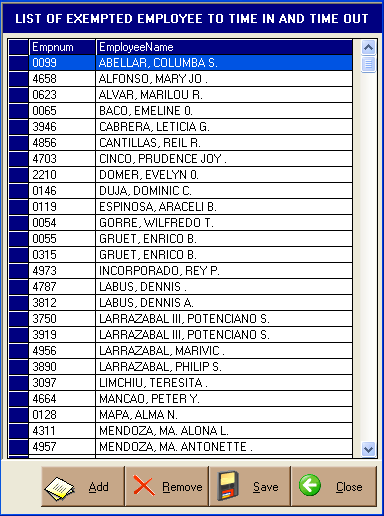 LIST OF EXEMPTED EMPLOYEE TO TIME IN AND TIME OUT
Empnum EmployeeName
0099 ABELLAR, COLUMBA S.
4658 ALFONSO, MARY JO .
0623 ALVAR, MARILOU R.
0065 BACO, EMELINE O.
3946 CABRERA, LETICIA G.
4856 CANTILLAS, REIL R.
4703 CINCO, PRUDENCE JOY .
2210 DOMER, EVELYN O.
0146 DUJA, DOMINIC C.
0119 ESPINOSA, ARACELI B.
0054 GORRE, WILFREDO T.
0055 GRUET, ENRICO B.
0315 GRUET, ENRICO B.
4973 INCORPORADO, REY P.
4787 LABUS, DENNIS .
3812 LABUS, DENNIS A.
3750 LARRAZABAL III, POTENCIANO S.
3919 LARRAZABAL III, POTENCIANO S.
4956 LARRAZABAL, MARIVIC .
3890 LARRAZABAL, PHILIP S.
3097 LIMCHIU, TERESITA .
4664 MANCAO, PETER Y.
0128 MAPA, ALMA N.
4311 MENDOZA, MA. ALONA L.
4957 MENDOZA, MA. ANTONETTE .
Add Remove Save Close